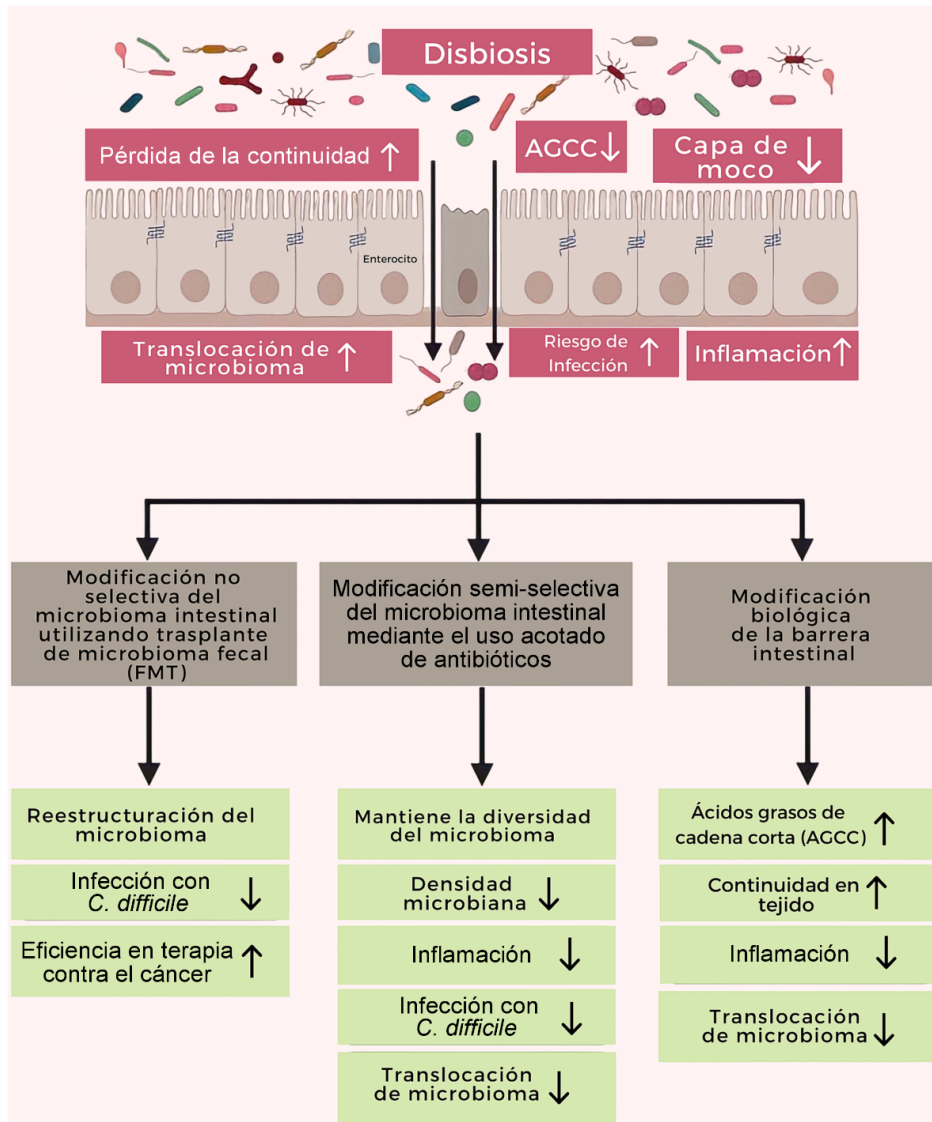 Disbiosis
Pérdida de la continuidad ↑
AGCC ↓
Capa de
moco ↓
Enterocito
Translocación de
microbioma ↑
Riesgo de
Infección ↑
Inflamación ↑
Modificación no
selectiva del
microbioma intestinal
utilizando trasplante
de microbioma fecal
(FMT)
Modificación semi-selectiva
del microbioma intestinal
mediante el uso acotado
de antibióticos
Modificación
biológica
de la barrera
intestinal
Reestructuración del
microbioma
Infección con
C. difficile ↓
Eficiencia en terapia
contra el cáncer ↑
Mantiene la diversidad
del microbioma
Densidad
microbiana ↓
Inflamación ↓
Infección con
C. difficile ↓
Translocación
de microbioma ↓
Ácidos grasos de
cadena corta (AGCC) ↑
Continuidad en
tejido ↑
Inflamación ↓
Translocación
de microbioma ↓